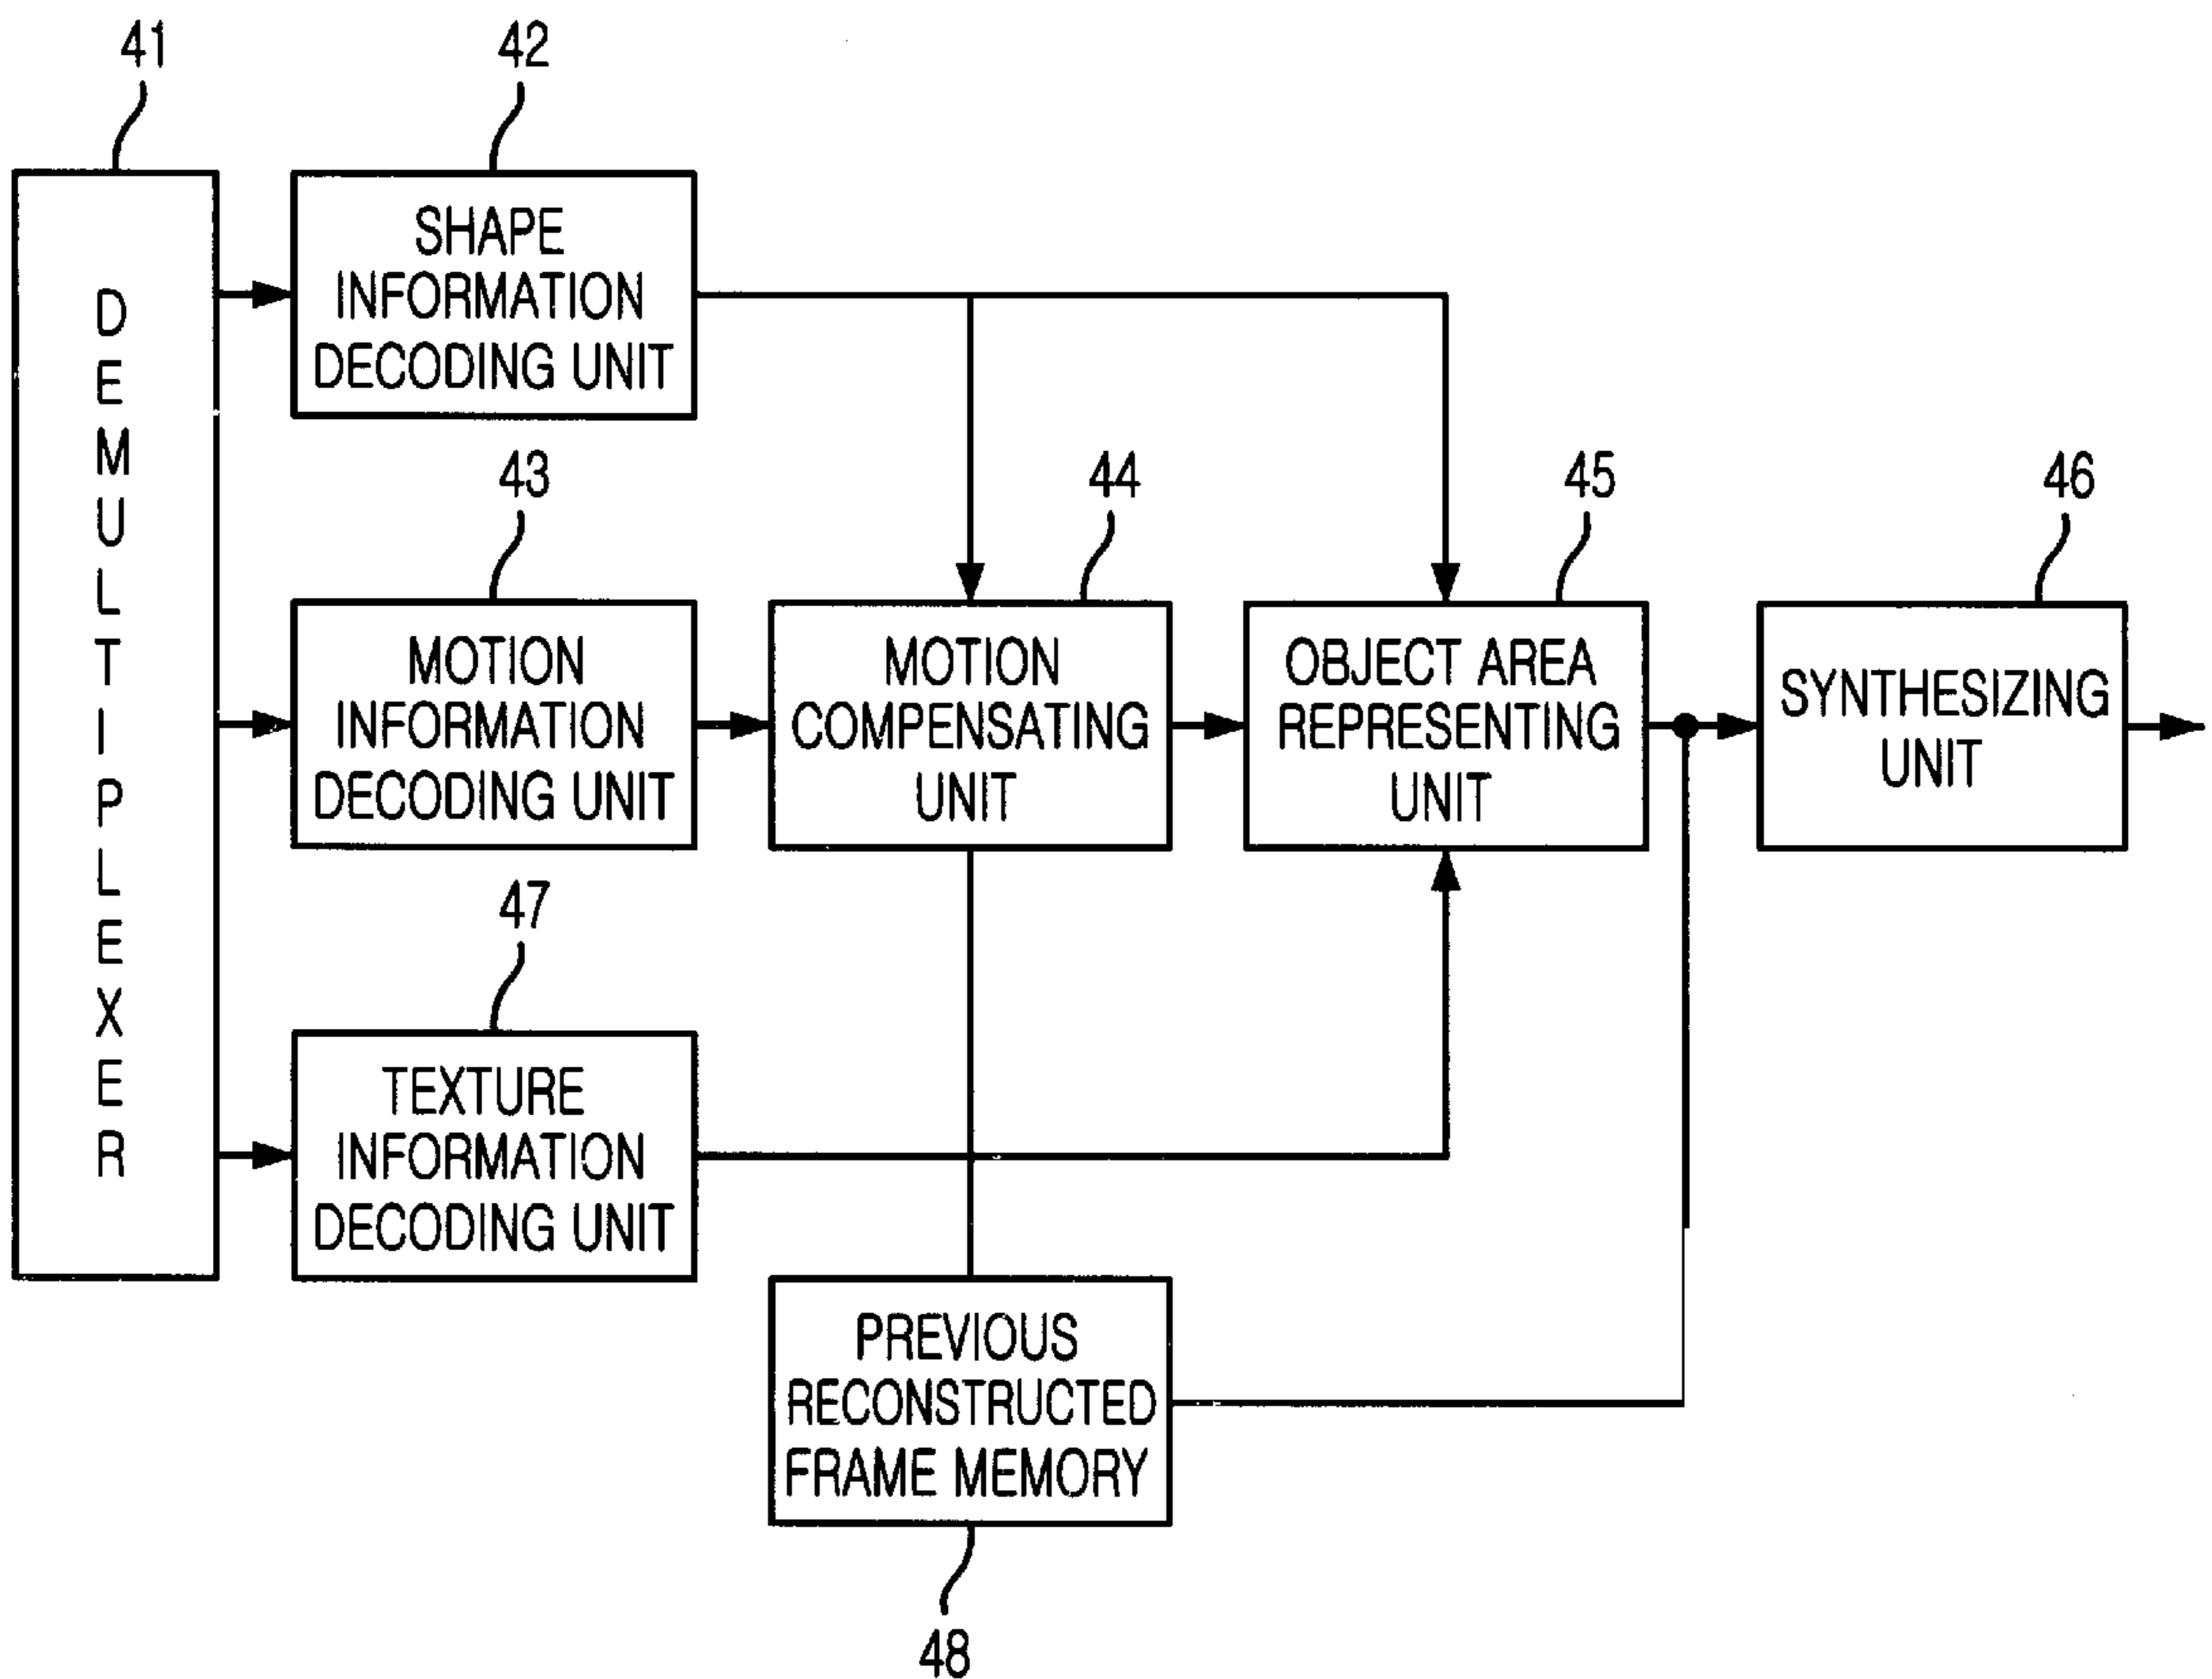 41
42
DEMULTIPLEXER
SHAPE
INFORMATION
DECODING UNIT
43
MOTION
INFORMATION
DECODING UNIT
44
MOTION
COMPENSATING
UNIT
45
OBJECT AREA
REPRESENTING
UNIT
46
SYNTHESIZING
UNIT
47
TEXTURE
INFORMATION
DECODING UNIT
PREVIOUS
RECONSTRUCTED
FRAME MEMORY
48